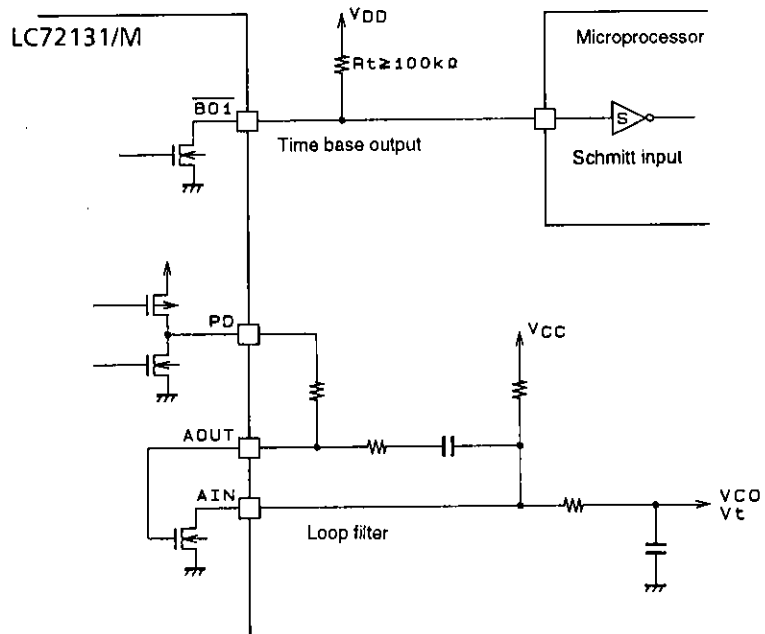 LC72131/M
VDD
Rt≥100kΩ
Microprocessor
BO1
Time base output
S
Schmitt input
PD
VCC
AOUT
AIN
Loop filter
VCO
Vt